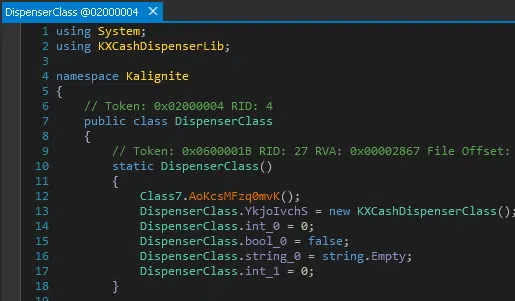 DispenserClass @02000004
1 using System;
2 using KXCashDispenserLib;
3
4 namespace Kalignite
5 {
6 // Token: 0x02000004 RID: 4
7 public class DispenserClass
8 {
9 // Token: 0x0600001B RID: 27 RVA: 0x00002867 File Offset:
10 static DispenserClass()
11 {
12 Class7.AoKcsMFzq0mvK();
13 DispenserClass.YkjoIvchS = new KXCashDispenserClass();
14 DispenserClass.int_0 = 0;
15 DispenserClass.bool_0 = false;
16 DispenserClass.string_0 = string.Empty;
17 DispenserClass.int_1 = 0;
18 }